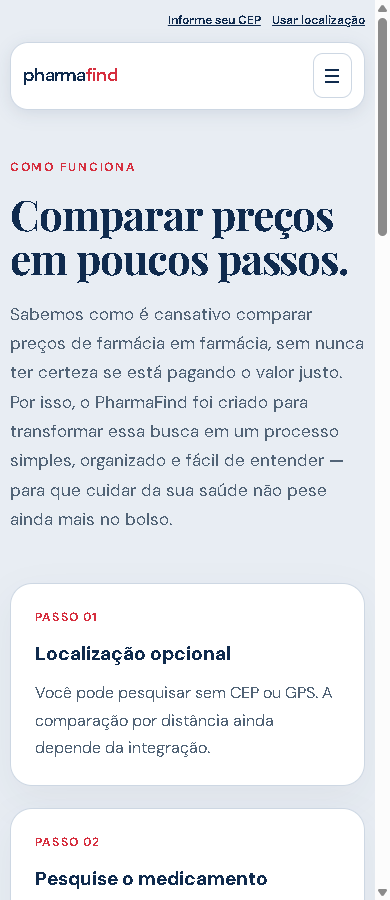 Informe seu CEP Usar localização
pharmafind
COMO FUNCIONA
Comparar preços
em poucos passos.
Sabemos como é cansativo comparar
preços de farmácia em farmácia, sem nunca
ter certeza se está pagando o valor justo.
Por isso, o PharmaFind foi criado para
transformar essa busca em um processo
simples, organizado e fácil de entender —
para que cuidar da sua saúde não pese
ainda mais no bolso.
PASSO 01
Localização opcional
Você pode pesquisar sem CEP ou GPS. A
comparação por distância ainda
depende da integração.
PASSO 02
Pesquise o medicamento